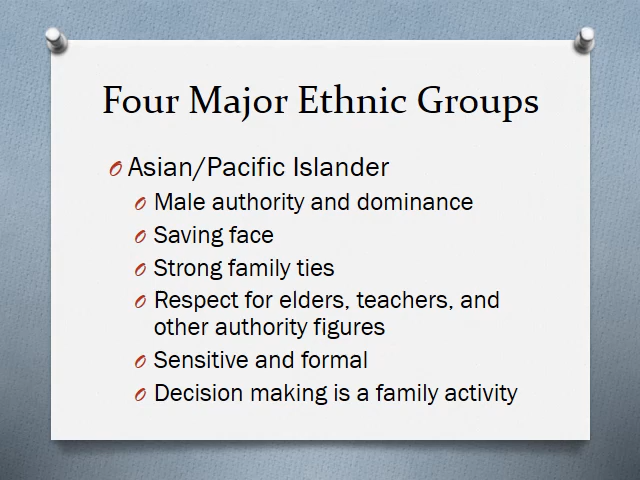 Four Major Ethnic Groups
Asian/Pacific Islander
Male authority and dominance
Saving face
Strong family ties
Respect for elders, teachers, and
other authority figures
Sensitive and formal
Decision making is a family activity